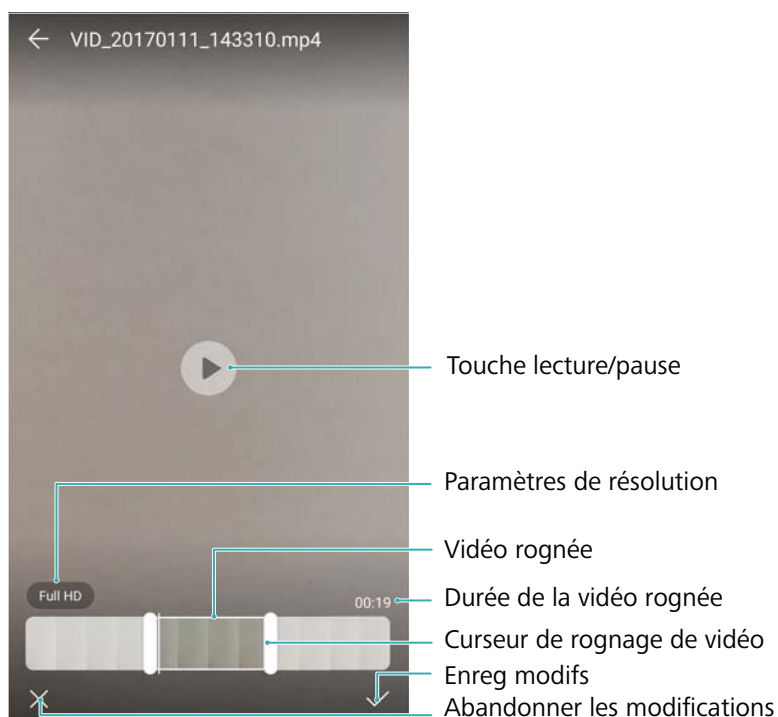 VID_20170111_143310.mp4
Touche lecture/pause
Paramètres de résolution
Vidéo rognée
Full HD
00:19
Durée de la vidéo rognée
Curseur de rognage de vidéo
Enreg modifs
Abandonner les modifications